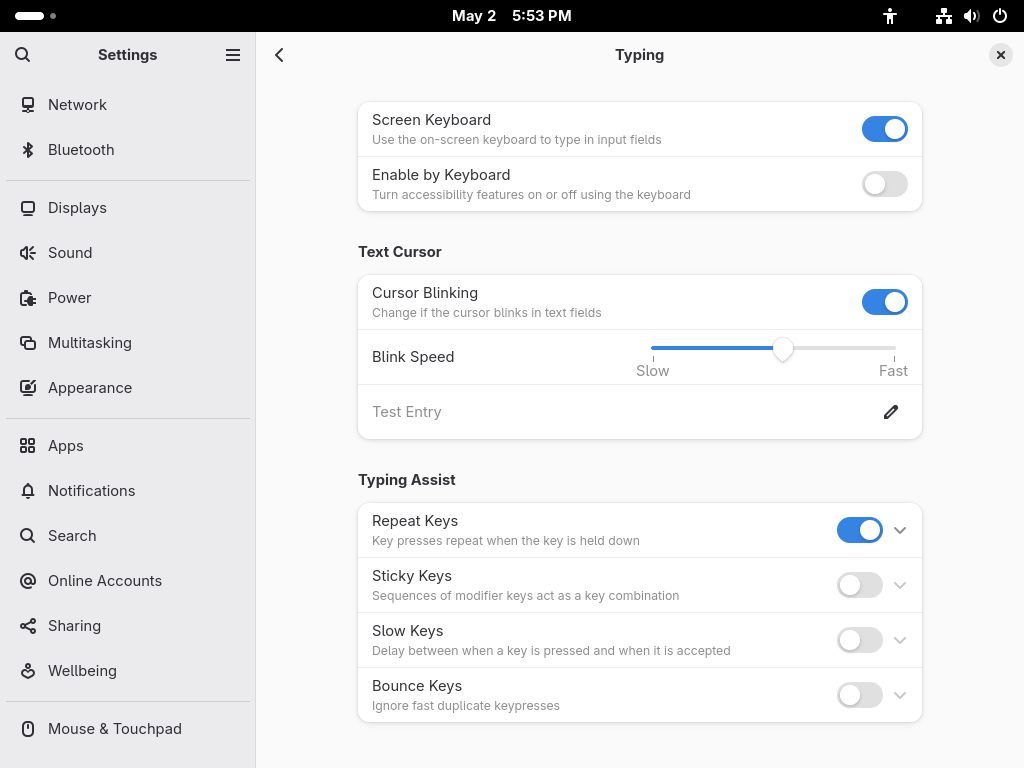 May 2 5:53 PM
Settings
Typing
Network
Bluetooth
Displays
Sound
Power
Multitasking
Appearance
Apps
Notifications
Search
Online Accounts
Sharing
Wellbeing
Mouse & Touchpad
Screen Keyboard
Use the on-screen keyboard to type in input fields
Enable by Keyboard
Turn accessibility features on or off using the keyboard
Text Cursor
Cursor Blinking
Change if the cursor blinks in text fields
Blink Speed
Slow Fast
Test Entry
Typing Assist
Repeat Keys
Key presses repeat when the key is held down
Sticky Keys
Sequences of modifier keys act as a key combination
Slow Keys
Delay between when a key is pressed and when it is accepted
Bounce Keys
Ignore fast duplicate keypresses